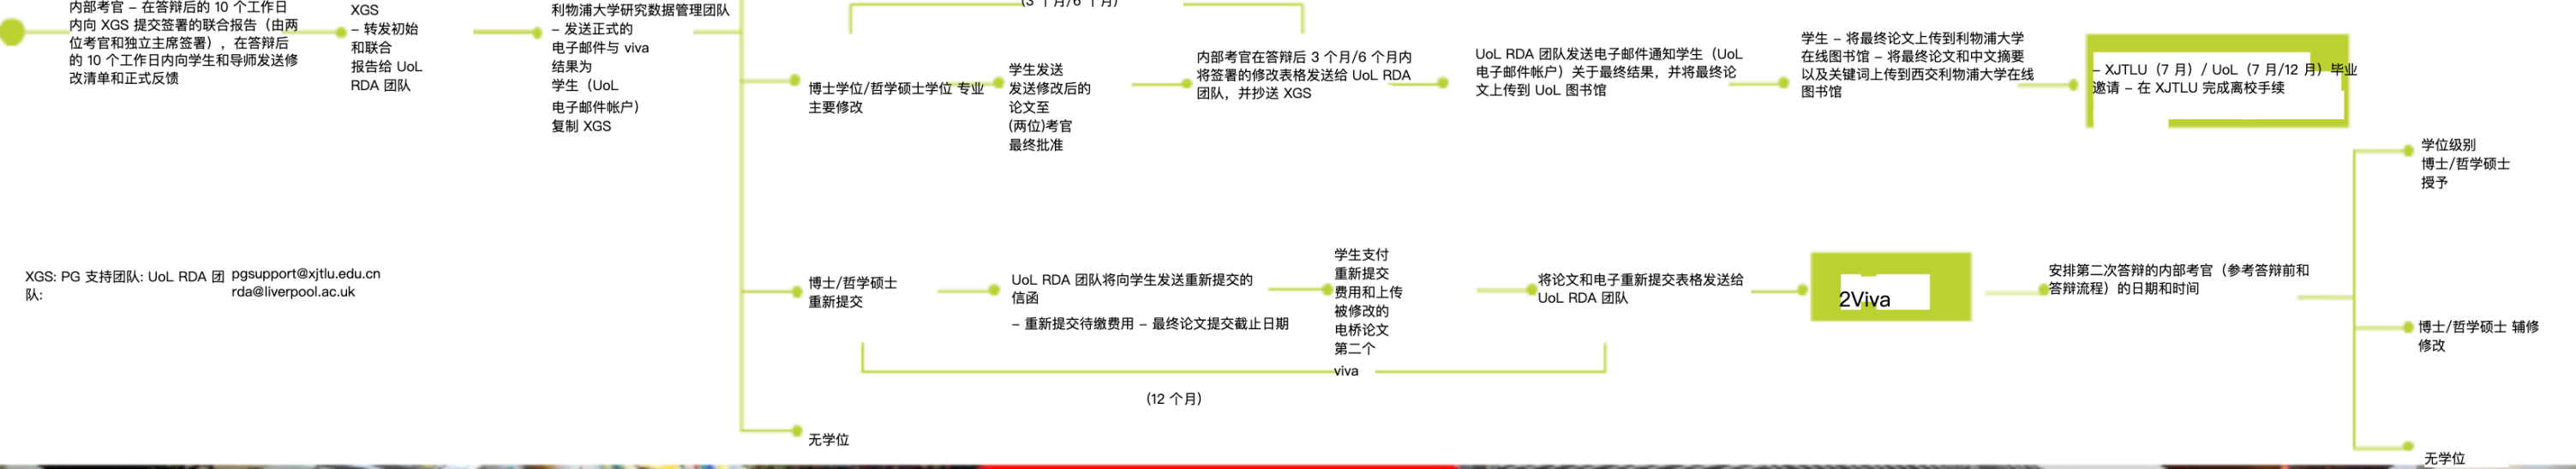 内部考官 – 在答辩后的 10 个工作日
内向 XGS 提交签署的联合报告（由两
位考官和独立主席签署），在答辩后
的 10 个工作日内向学生和导师发送修
改清单和正式反馈
XGS
– 转发初始
和联合
报告给 UoL
RDA 团队
利物浦大学研究数据管理团队
– 发送正式的
电子邮件与 viva
结果为
学生（UoL
电子邮件帐户）
复制 XGS
(3 个月/6 个月)
博士学位/哲学硕士学位 专业
主要修改
学生发送
发送修改后的
论文至
(两位)考官
最终批准
内部考官在答辩后 3 个月/6 个月内
将签署的修改表格发送给 UoL RDA
团队，并抄送 XGS
UoL RDA 团队发送电子邮件通知学生（UoL
电子邮件帐户）关于最终结果，并将最终论
文上传到 UoL 图书馆
学生 – 将最终论文上传到利物浦大学
在线图书馆 – 将最终论文和中文摘要
以及关键词上传到西交利物浦大学在线
图书馆
– XJTLU（7 月）/ UoL（7 月/12 月）毕业
邀请 – 在 XJTLU 完成离校手续
XGS: PG 支持团队: UoL RDA 团
队:
pgsupport@xjtlu.edu.cn
rda@liverpool.ac.uk
博士/哲学硕士
重新提交
UoL RDA 团队将向学生发送重新提交的
信函
– 重新提交待缴费用 – 最终论文提交截止日期
学生支付
重新提交
费用和上传
被修改的
电桥论文
第二个
viva
(12 个月)
将论文和电子重新提交表格发送给
UoL RDA 团队
2Viva
安排第二次答辩的内部考官（参考答辩前和
答辩流程）的日期和时间
学位级别
博士/哲学硕士
授予
博士/哲学硕士 辅修
修改
无学位
无学位